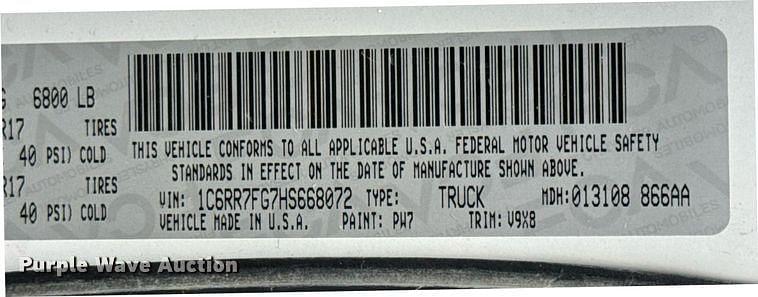 6800 LB
THIS VEHICLE CONFORMS TO ALL APPLICABLE U.S.A. FEDERAL MOTOR VEHICLE SAFETY
STANDARDS IN EFFECT ON THE DATE OF MANUFACTURE SHOWN ABOVE.
R17 TIRES
40 PSI) COLD
R17 TIRES
40 PSI) COLD
VIN: 1C6RR7FG7HS668072 TYPE: TRUCK MDH: 013108 866AA
VEHICLE MADE IN U.S.A. PAINT: PW7 TRIM: V9X8
Purple Wave Auction